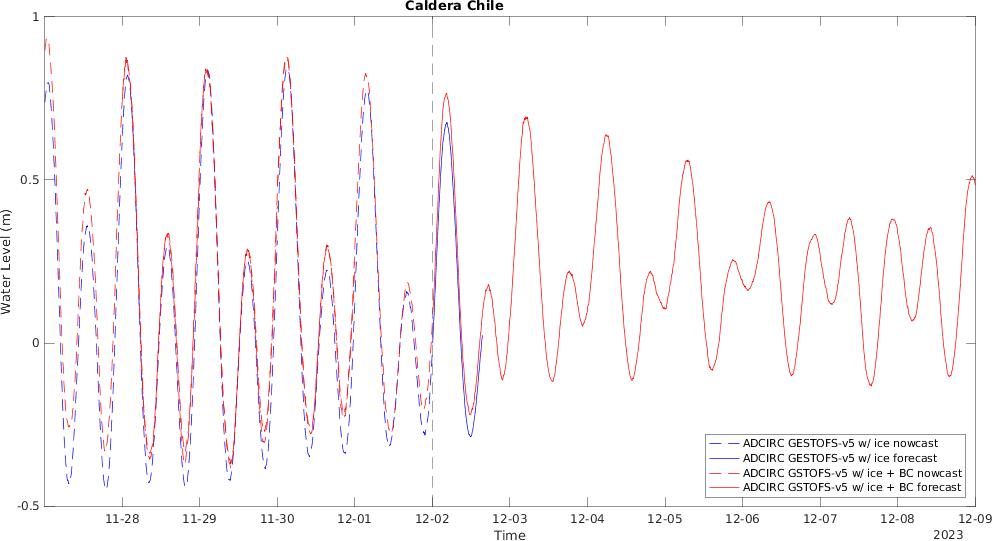 Caldera Chile
1
0.5
0
-0.5
Water Level (m)
11-28 11-29 11-30 12-01 12-02 12-03 12-04 12-05 12-06 12-07 12-08 12-09
Time
2023
ADCIRC GESTOFS-v5 w/ ice nowcast
ADCIRC GESTOFS-v5 w/ ice forecast
ADCIRC GSTOFS-v5 w/ ice + BC nowcast
ADCIRC GSTOFS-v5 w/ ice + BC forecast